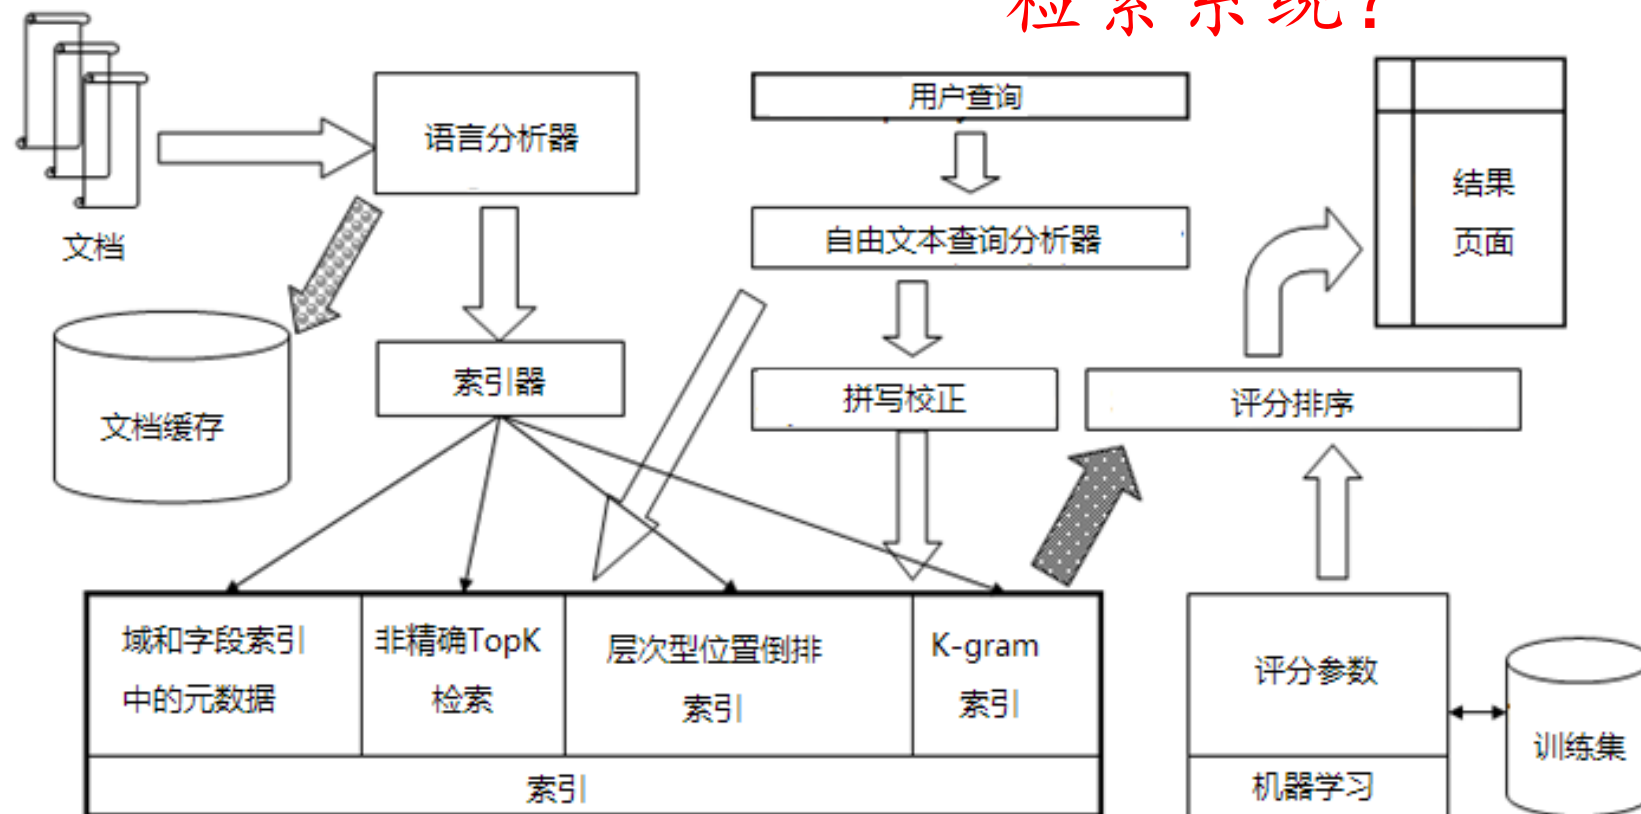 检索系统?
用户查询
语言分析器
结果
页面
文档
自由文本查询分析器
索引器
拼写校正
评分排序
文档缓存
域和字段索引
中的元数据
非精确TopK
检索
层次型位置倒排
索引
K-gram
索引
评分参数
训练集
索引
机器学习